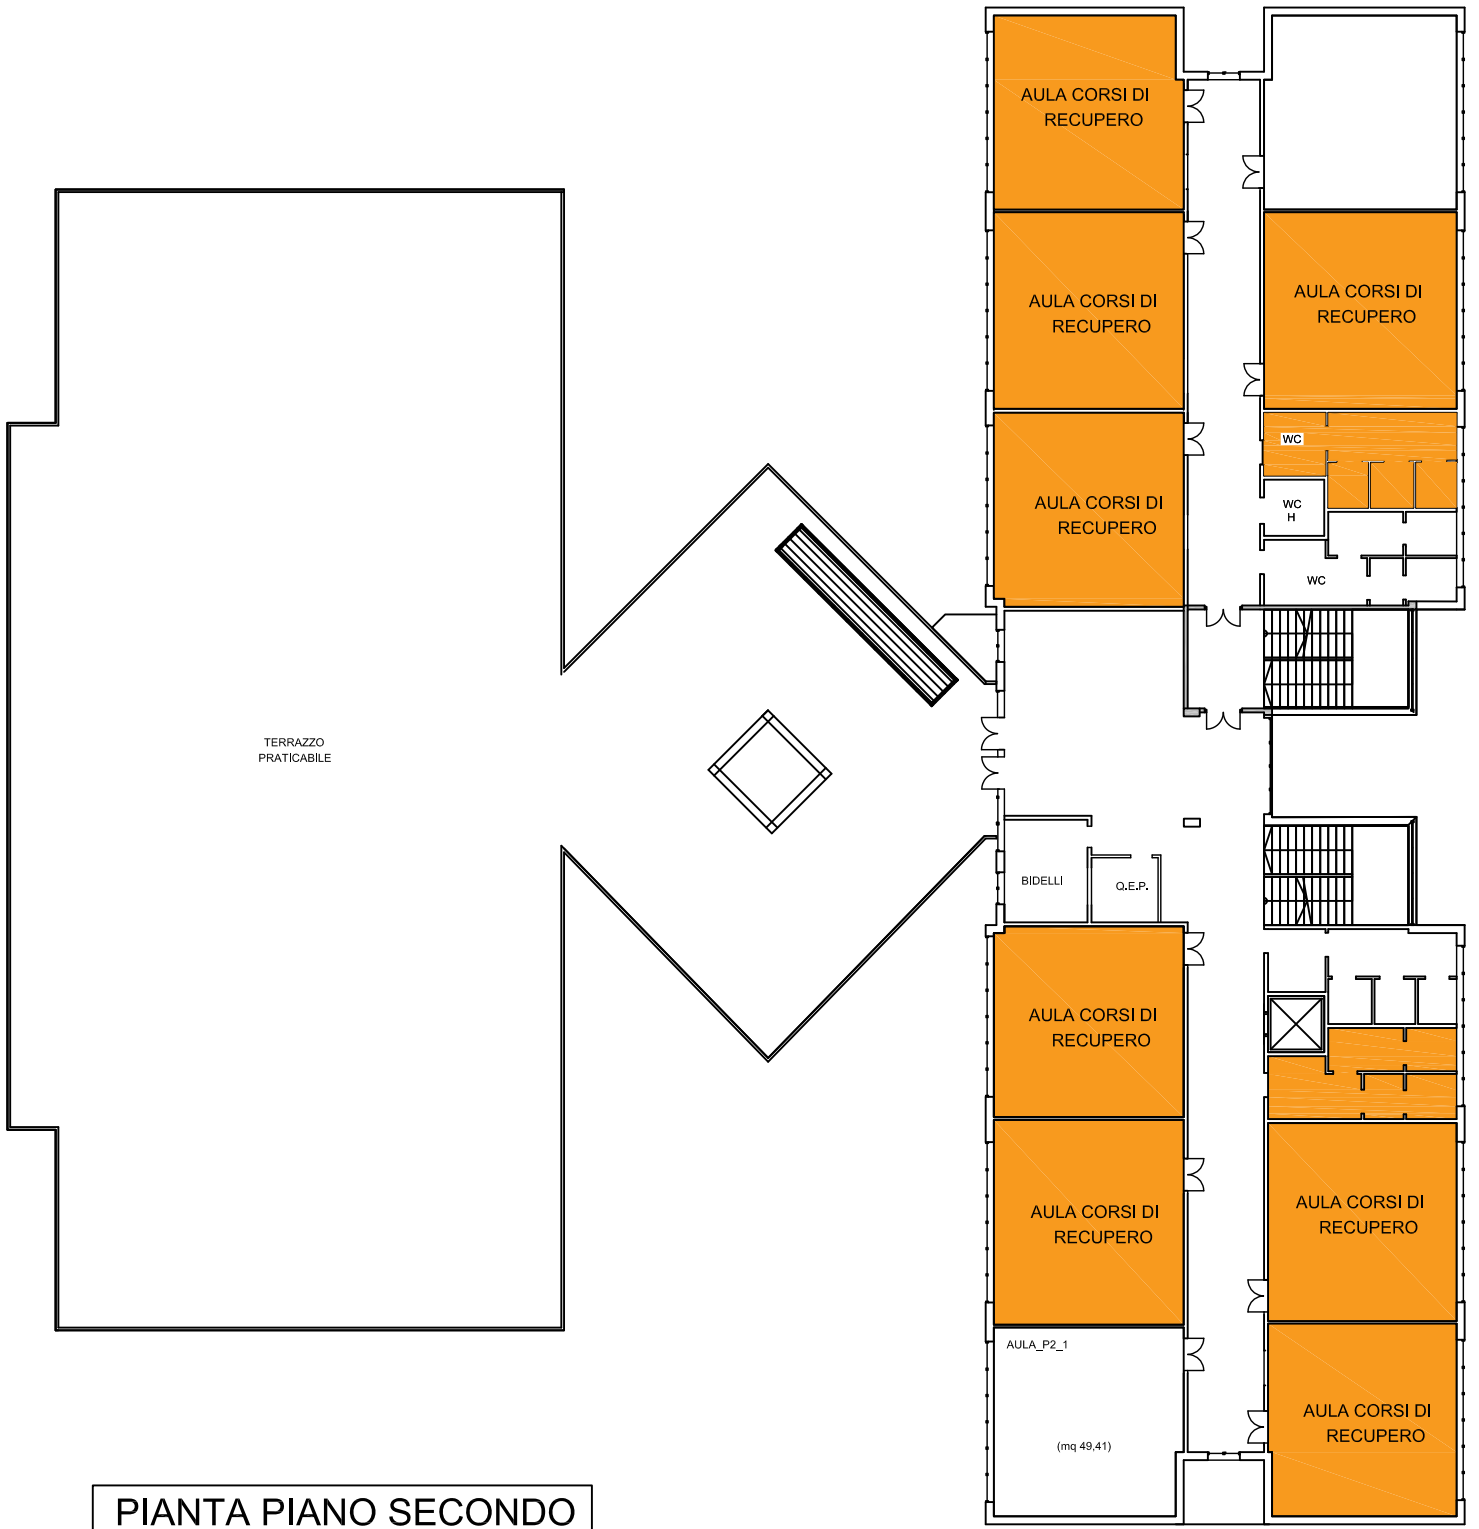 AULA CORSI DI
RECUPERO
AULA CORSI DI
RECUPERO
AULA CORSI DI
RECUPERO
WC
WC
H
AULA CORSI DI
RECUPERO
WC
TERRAZZO
PRATICABILE
BIDELLI
Q.E.P.
AULA CORSI DI
RECUPERO
AULA CORSI DI
RECUPERO
AULA CORSI DI
RECUPERO
AULA_P2_1
(mq 49,41)
AULA CORSI DI
RECUPERO
PIANTA PIANO SECONDO